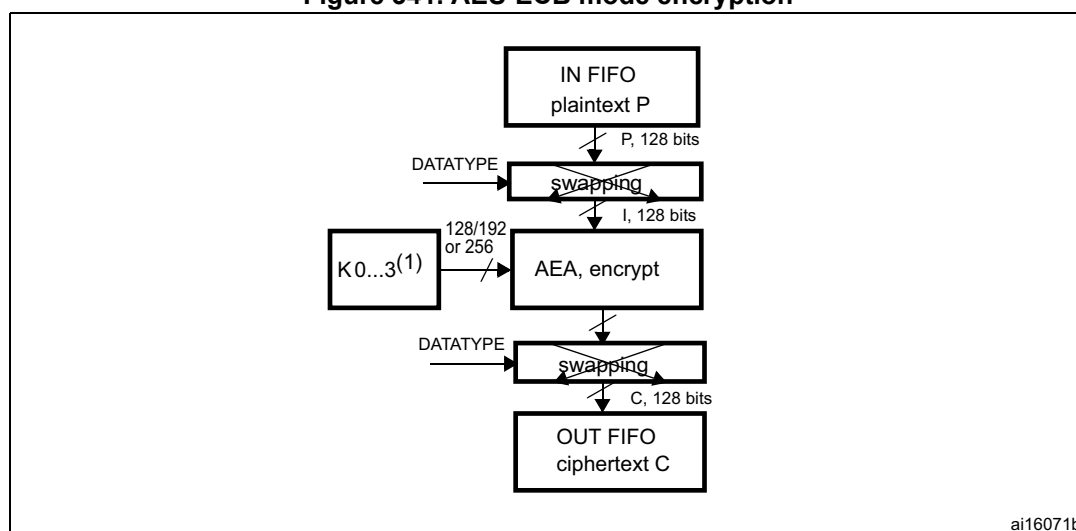 IN FIFO
plaintext P
P, 128 bits
DATATYPE
swapping
I, 128 bits
128/192
or 256
K 0...3(1)
AEA, encrypt
DATATYPE
swapping
C, 128 bits
OUT FIFO
ciphertext C
ai16071b